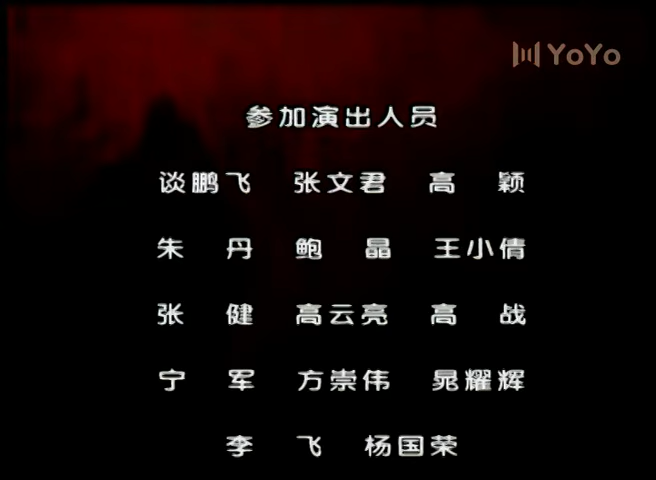 YoYo
参加演出人员
谈鹏飞 张文君 高 颖
朱 丹 鲍 晶 王小倩
张 健 高云亮 高 战
宁 军 方崇伟 晁耀辉
李 飞 杨国荣